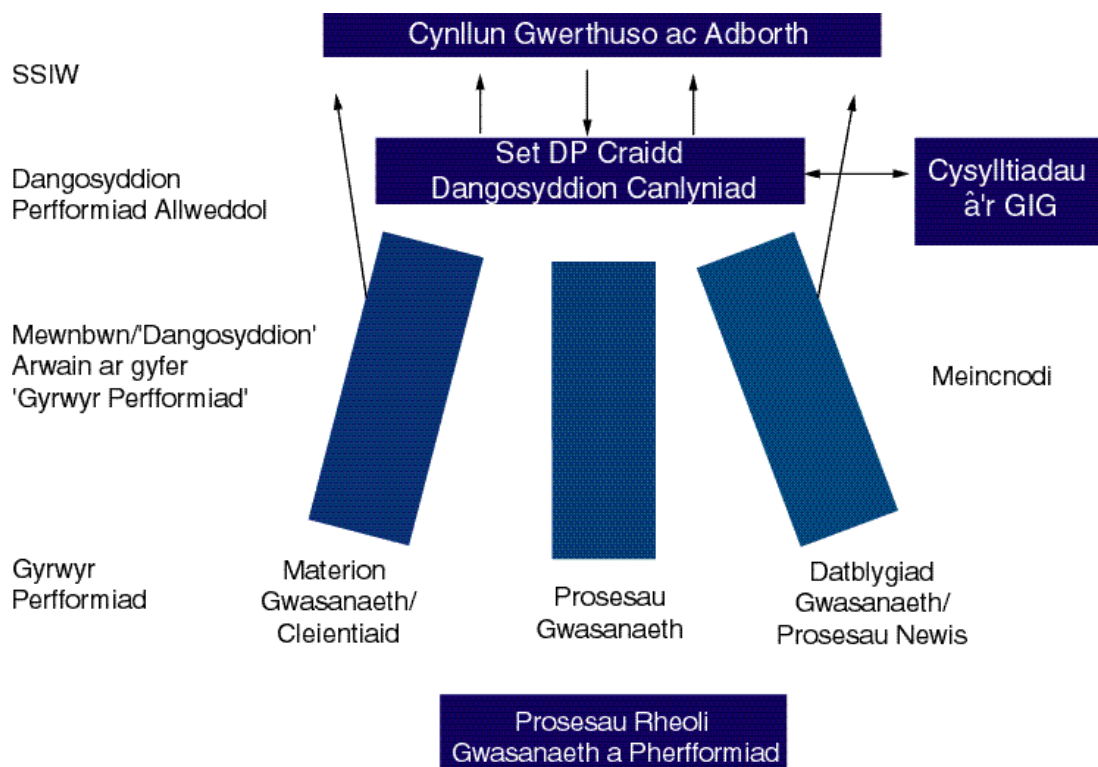 Cynllun Gwerthuso ac Adborth
SSIW
Set DP Craidd
Dangosyddion Canlyniad
Dangosyddion
Perfformiad Allweddol
Cysylltiadau
â'r GIG
Mewnbwn/'Dangosyddion'
Arwain ar gyfer
'Gyrwyr Perfformiad'
Meincnodi
Gyrwyr
Perfformiad
Materion
Gwasanaeth/
Cleientiaid
Prosesau
Gwasanaeth
Datblygiad
Gwasanaeth/
Prosesau Newis
Prosesau Rheoli
Gwasanaeth a Pherfformiad